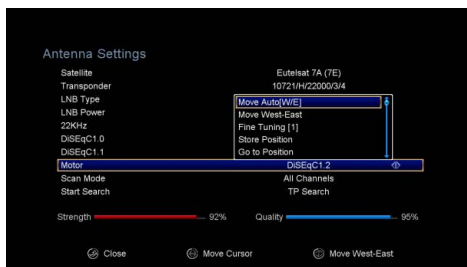 Antenna Settings
Satellite Eutelsat 7A (7E)
Transponder 10721/H/22000/3/4
LNB Type
Move Auto[W/E]
LNB Power
Move West-East
22KHz
Fine Tuning [1]
DiSEqC1.0
Store Position
DiSEqC1.1
Go to Position
Motor DiSEqC1.2
Scan Mode All Channels
Start Search TP Search
Strength 92% Quality 95%
Close Move Cursor Move West-East